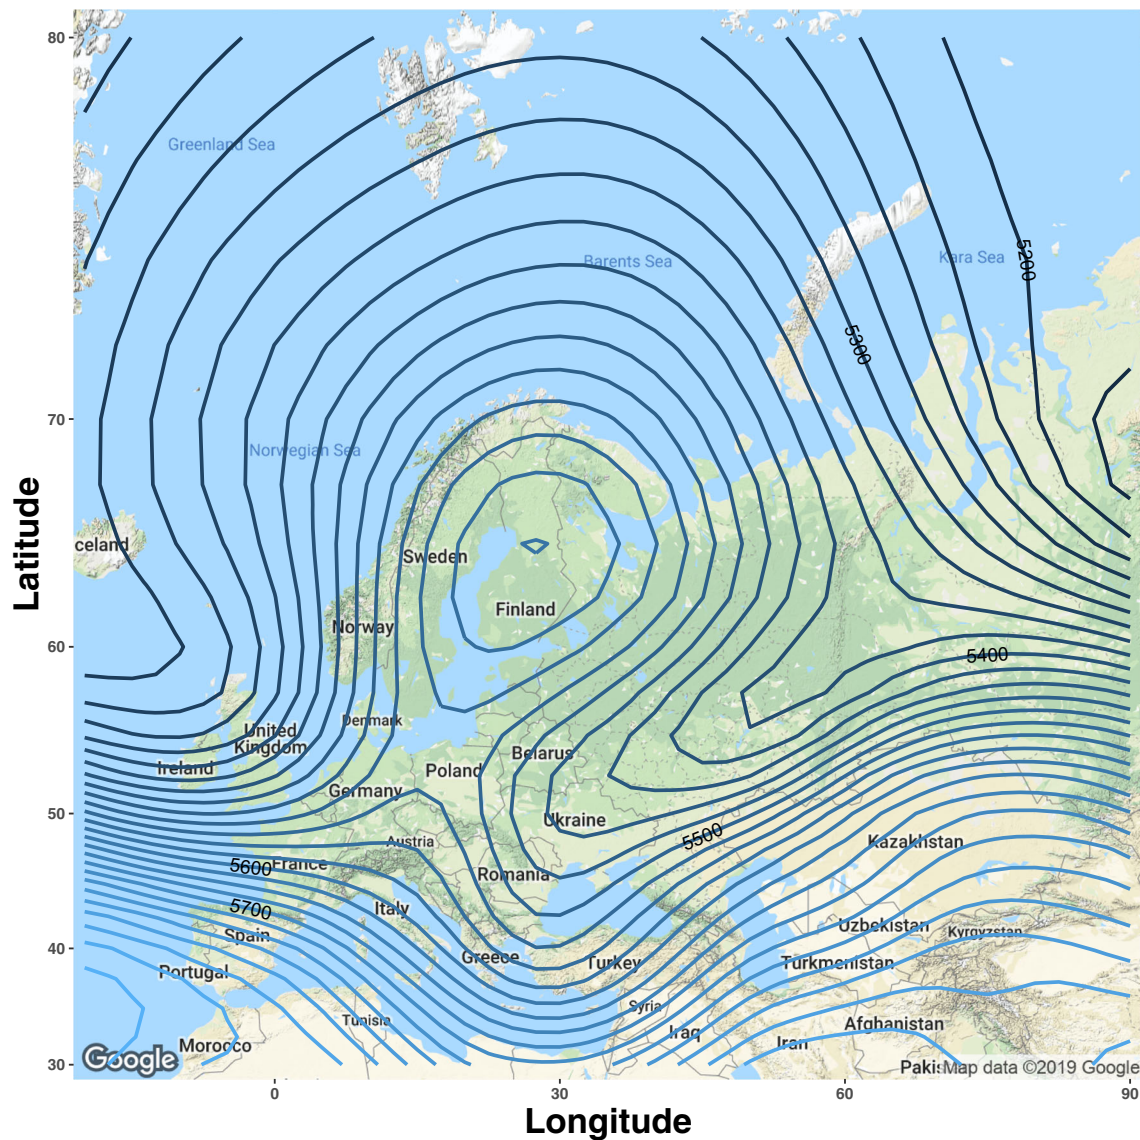 80
Greenland Sea
Barents Sea
Kara Sea
5200
5300
70
Norwegian Sea
celand
Sweden
Finland
Norway
60
5400
Denmark
United
Kingdom
Ireland
Belarus
Poland
Germany
50
Ukraine
5500
Austria
Kazakhstan
5600
France
Romania
5700
Italy
Spain
Uzbekistan
Kyrgyzstan
40
Greece
Turkey
Turkmenistan
Portugal
Syria
Tunisia
Iraq
Afghanistan
Morocco
Iran
30
Google
Pakis
Map data ©2019 Google
0
30
60
90
Longitude
Latitude